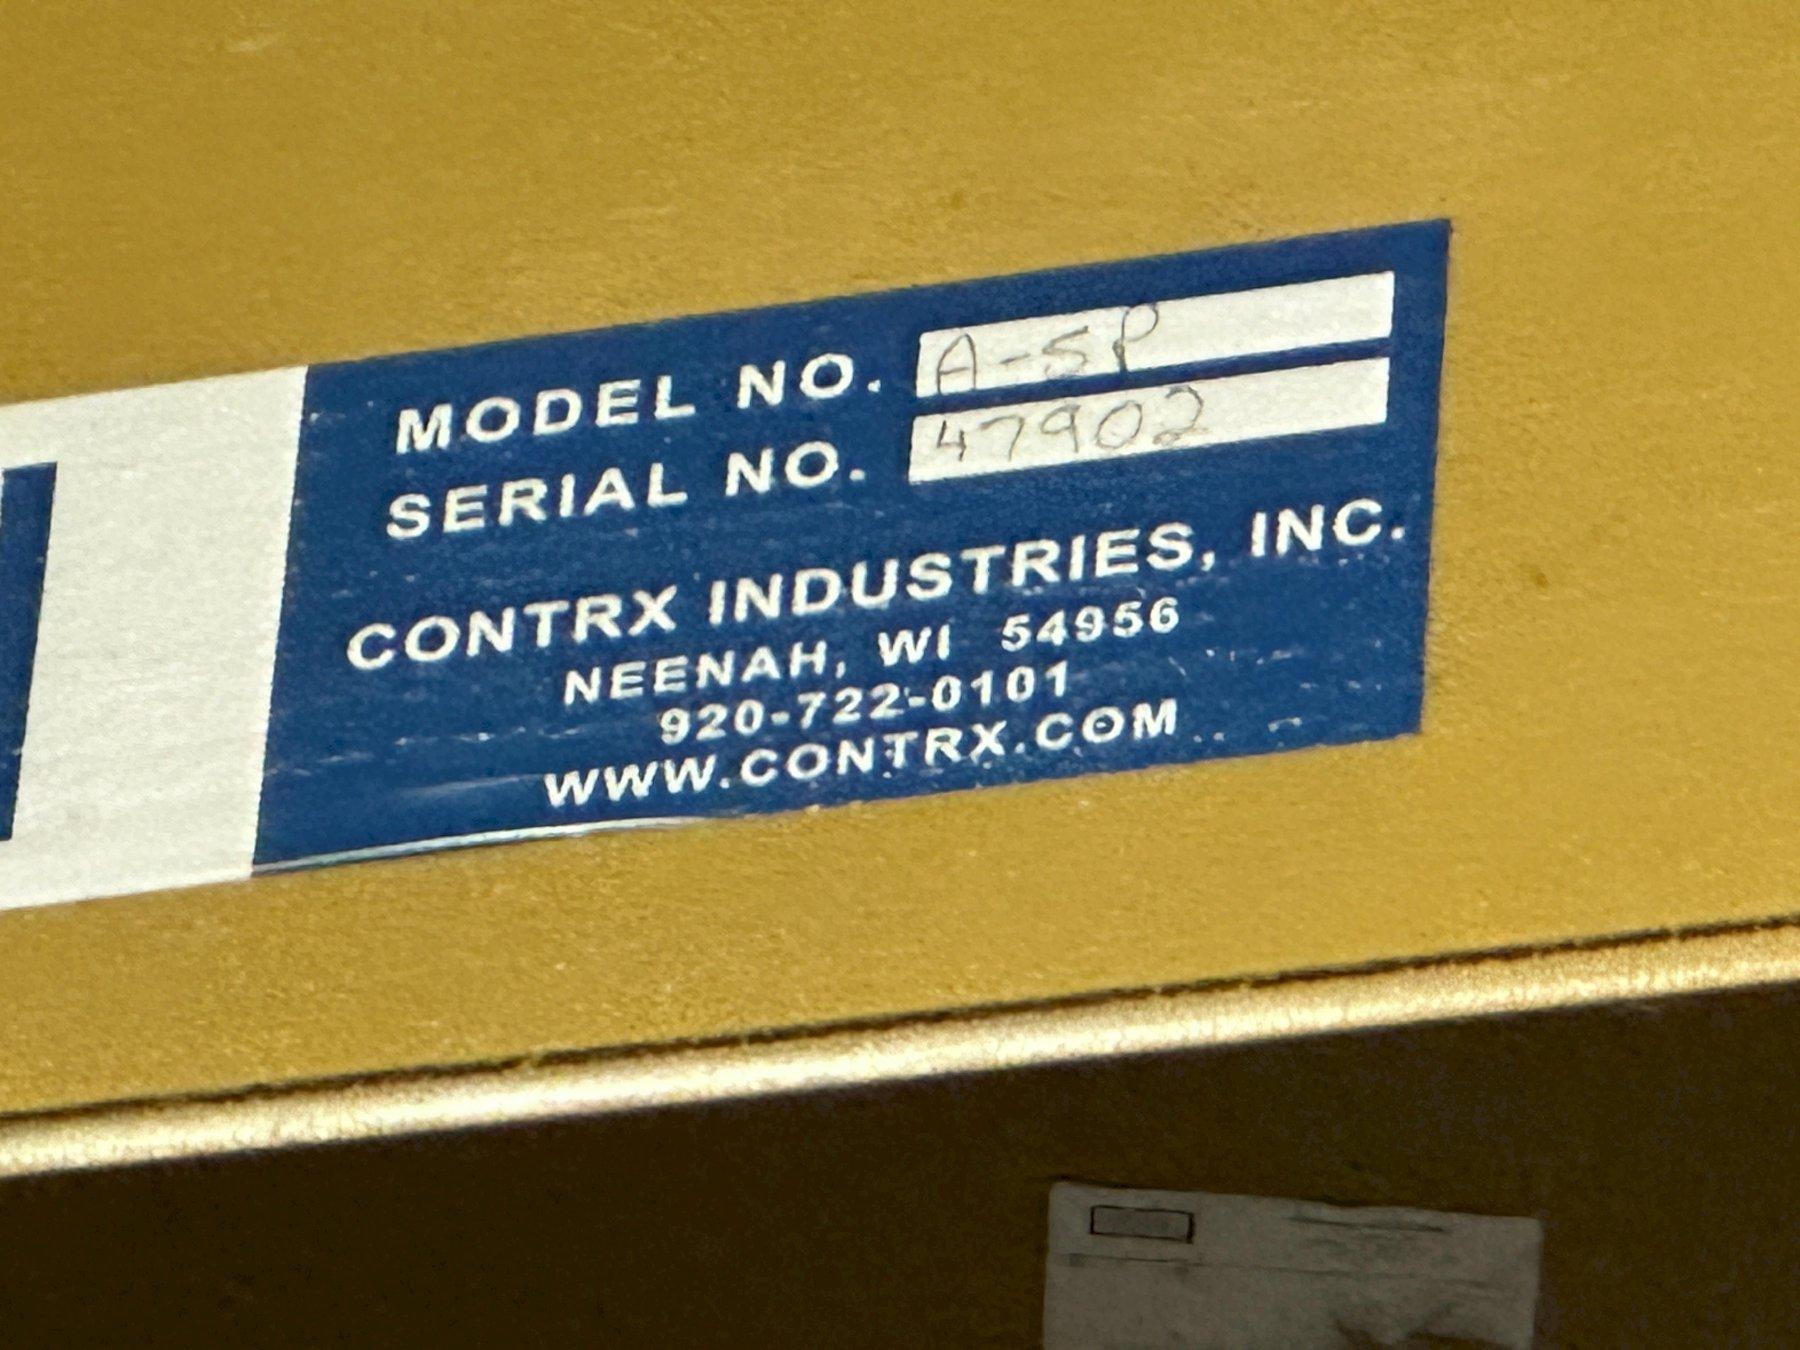 MODEL NO. A-SP
SERIAL NO. 47902
CONTRX INDUSTRIES, INC.
NEENAH, WI 54956
920-722-0101
WWW.CONTRX.COM